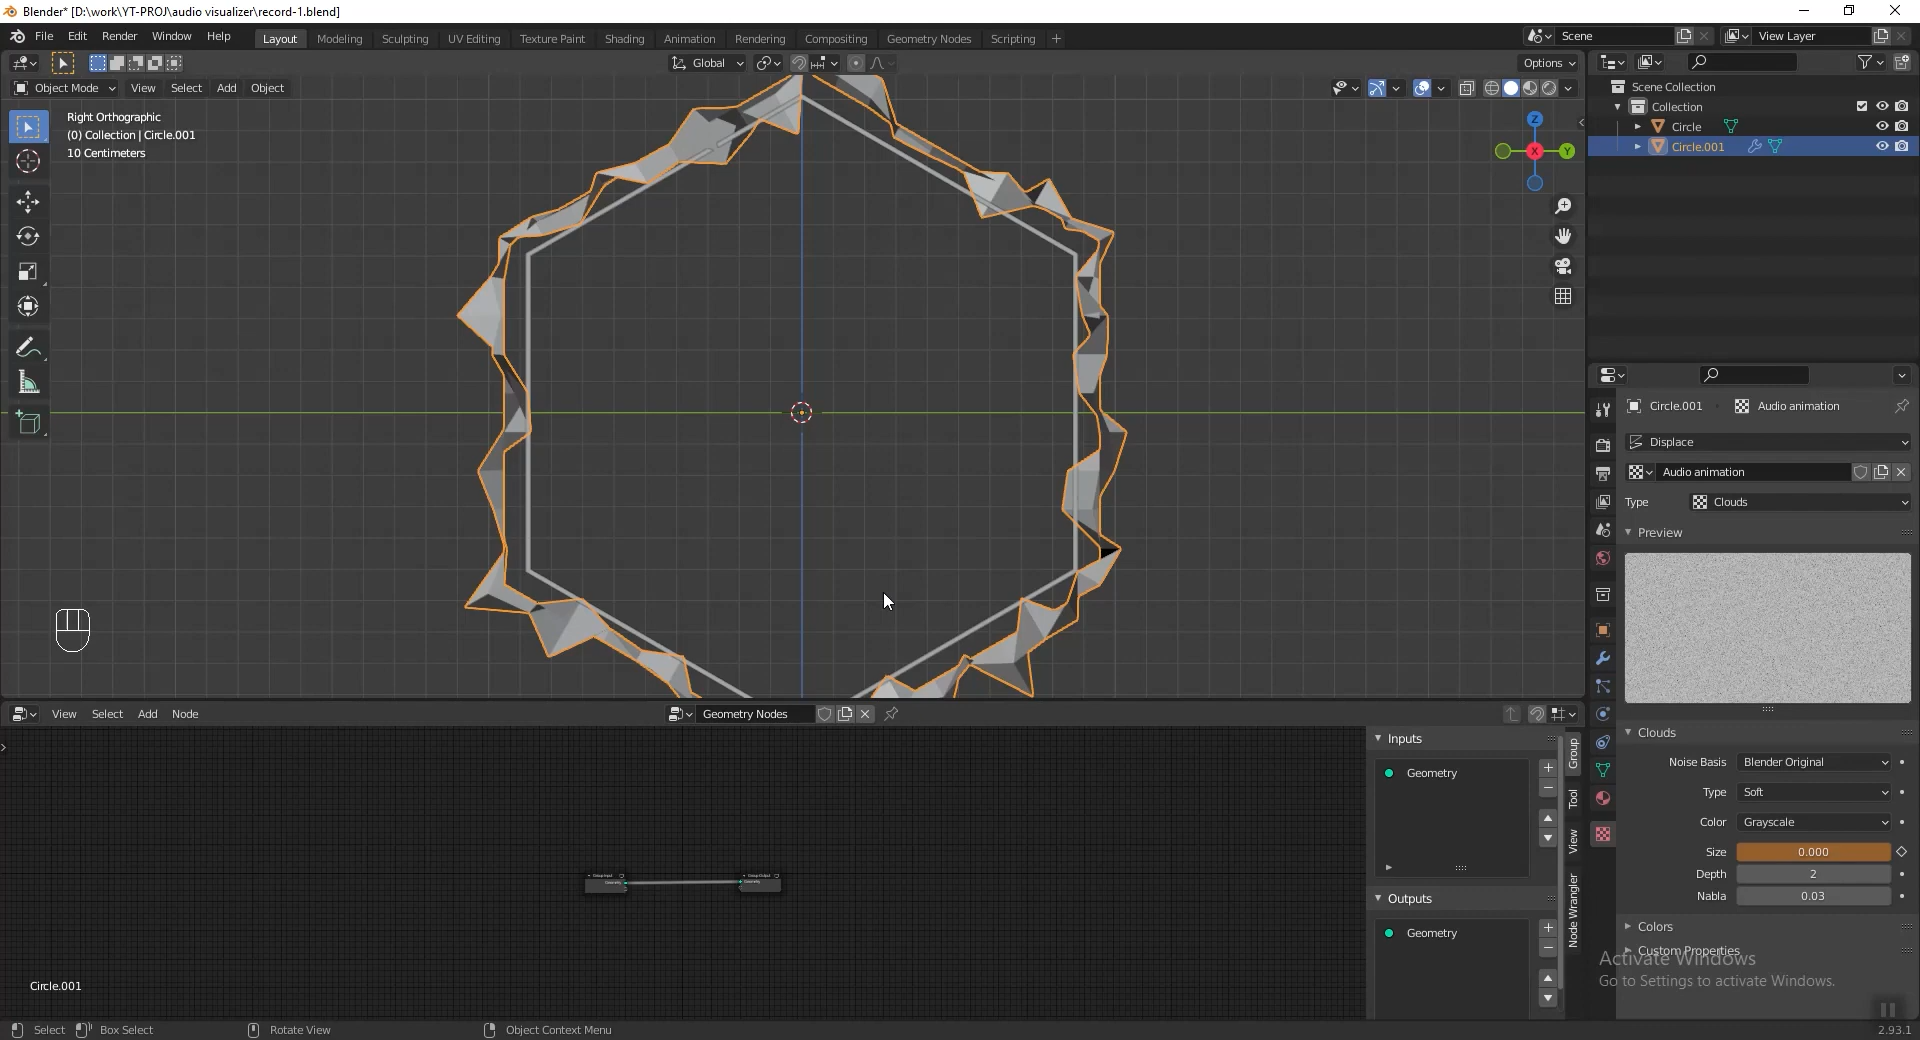 Blender* [D:\work\YT-PROJ\audio visualizer\record-1.blend]
File Edit Render Window Help Layout Modeling Sculpting UV Editing Texture Paint Shading Animation Rendering Compositing Geometry Nodes Scripting + Scene View Layer
Global Options
Object Mode View Select Add Object
Right Orthographic
(0) Collection | Circle.001
10 Centimeters
Z
Y
X
Scene Collection
Collection
Circle
Circle.001
Circle.001 Audio animation
Displace
Audio animation
Type Clouds
Preview
Clouds
Noise Basis Blender Original
Type Soft
Color Grayscale
Size 0.000
Depth 2
Nabla 0.03
Colors
Custom Properties
Activate Windows
Go to Settings to activate Windows.
View Select Add Node Geometry Nodes
Inputs
Geometry
Outputs
Geometry
Group
Tool
View
Node Wrangler
Group Input
Geometry
Group Output
Geometry
Circle.001
Select Box Select Rotate View Object Context Menu 2.93.1